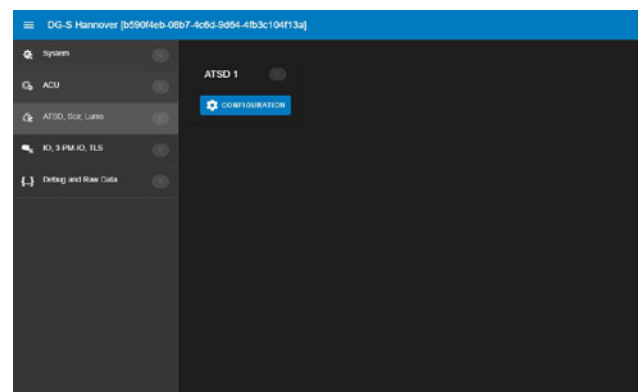 DG-S Hannover [b590f4eb-08b7-4c6d-9d64-4fb3c104f13a]
System
ACU
ATSD, Scir, Lums
IO, 3-PM-IO, TLS
Debug and Raw Data
ATSD 1
CONFIGURATION